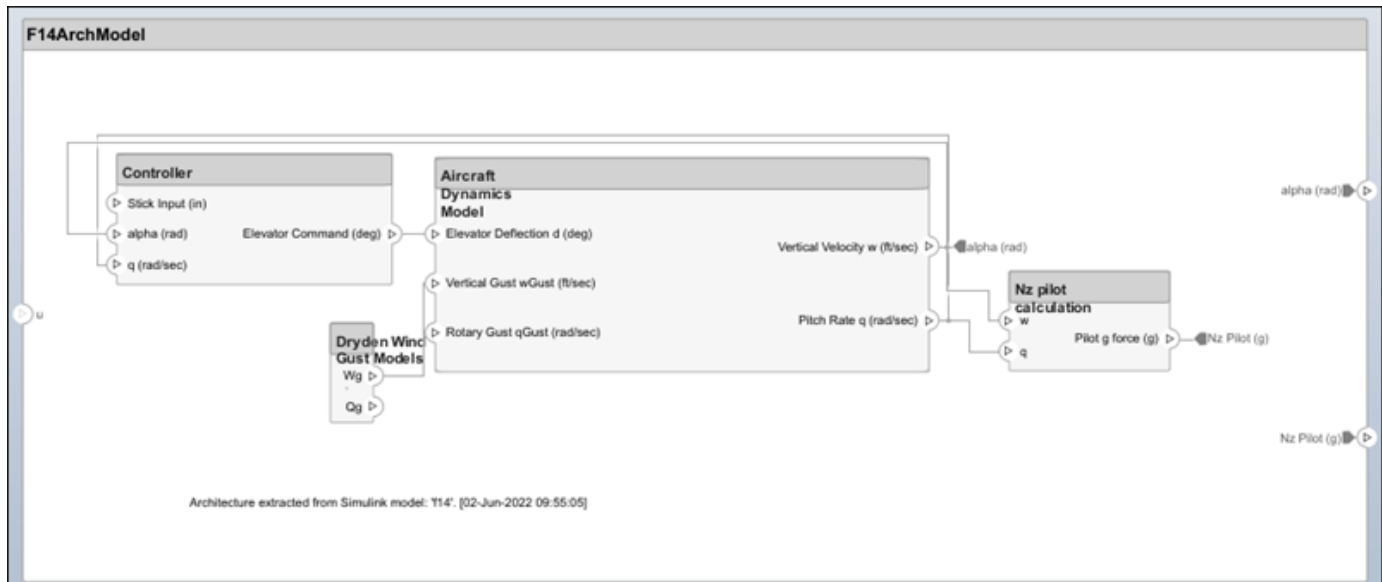 F14ArchModel
Controller
Stick Input (in)
alpha (rad)
Elevator Command (deg)
q (rad/sec)
Aircraft
Dynamics
Model
Elevator Deflection d (deg)
Vertical Gust wGust (ft/sec)
Rotary Gust qGust (rad/sec)
Vertical Velocity w (ft/sec)
Pitch Rate q (rad/sec)
alpha (rad)
Dryden Wind
Gust Models
Wg
Qg
Nz pilot
calculation
w
q
Pilot g force (g)
Nz Pilot (g)
u
alpha (rad)
Nz Pilot (g)
Architecture extracted from Simulink model: 'f14'. [02-Jun-2022 09:55:05]